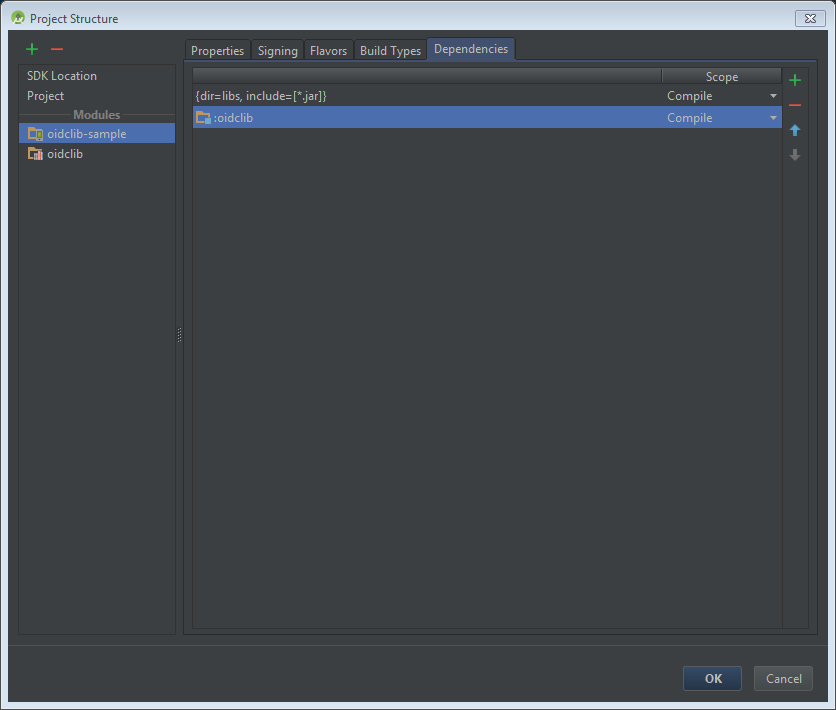 Project Structure
Properties Signing Flavors Build Types Dependencies
SDK Location
Project
Modules
oidclib-sample
oidclib
Scope
{dir=libs, include=[*.jar]} Compile
:oidclib Compile
OK Cancel